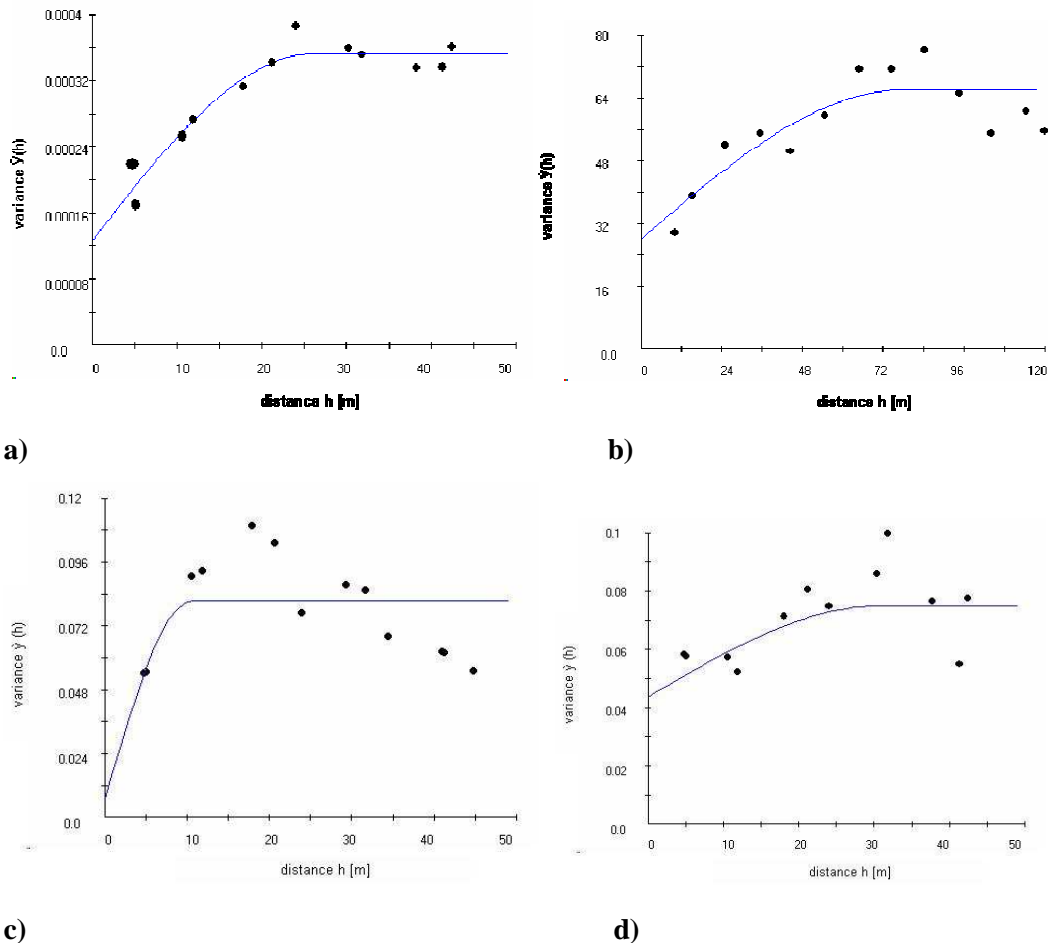 0.0004
0.00032
0.00024
0.00016
0.00008
0.0
variance Ŷ(h)
0 10 20 30 40 50
distance h [m]
a)
80
64
48
32
16
0.0
variance Ŷ(h)
0 24 48 72 96 120
distance h [m]
b)
0.12
0.096
0.072
0.048
0.024
0.0
variance ẏ (h)
0 10 20 30 40 50
distance h [m]
c)
0.1
0.08
0.06
0.04
0.02
0.0
variance ẏ (h)
0 10 20 30 40 50
distance h [m]
d)